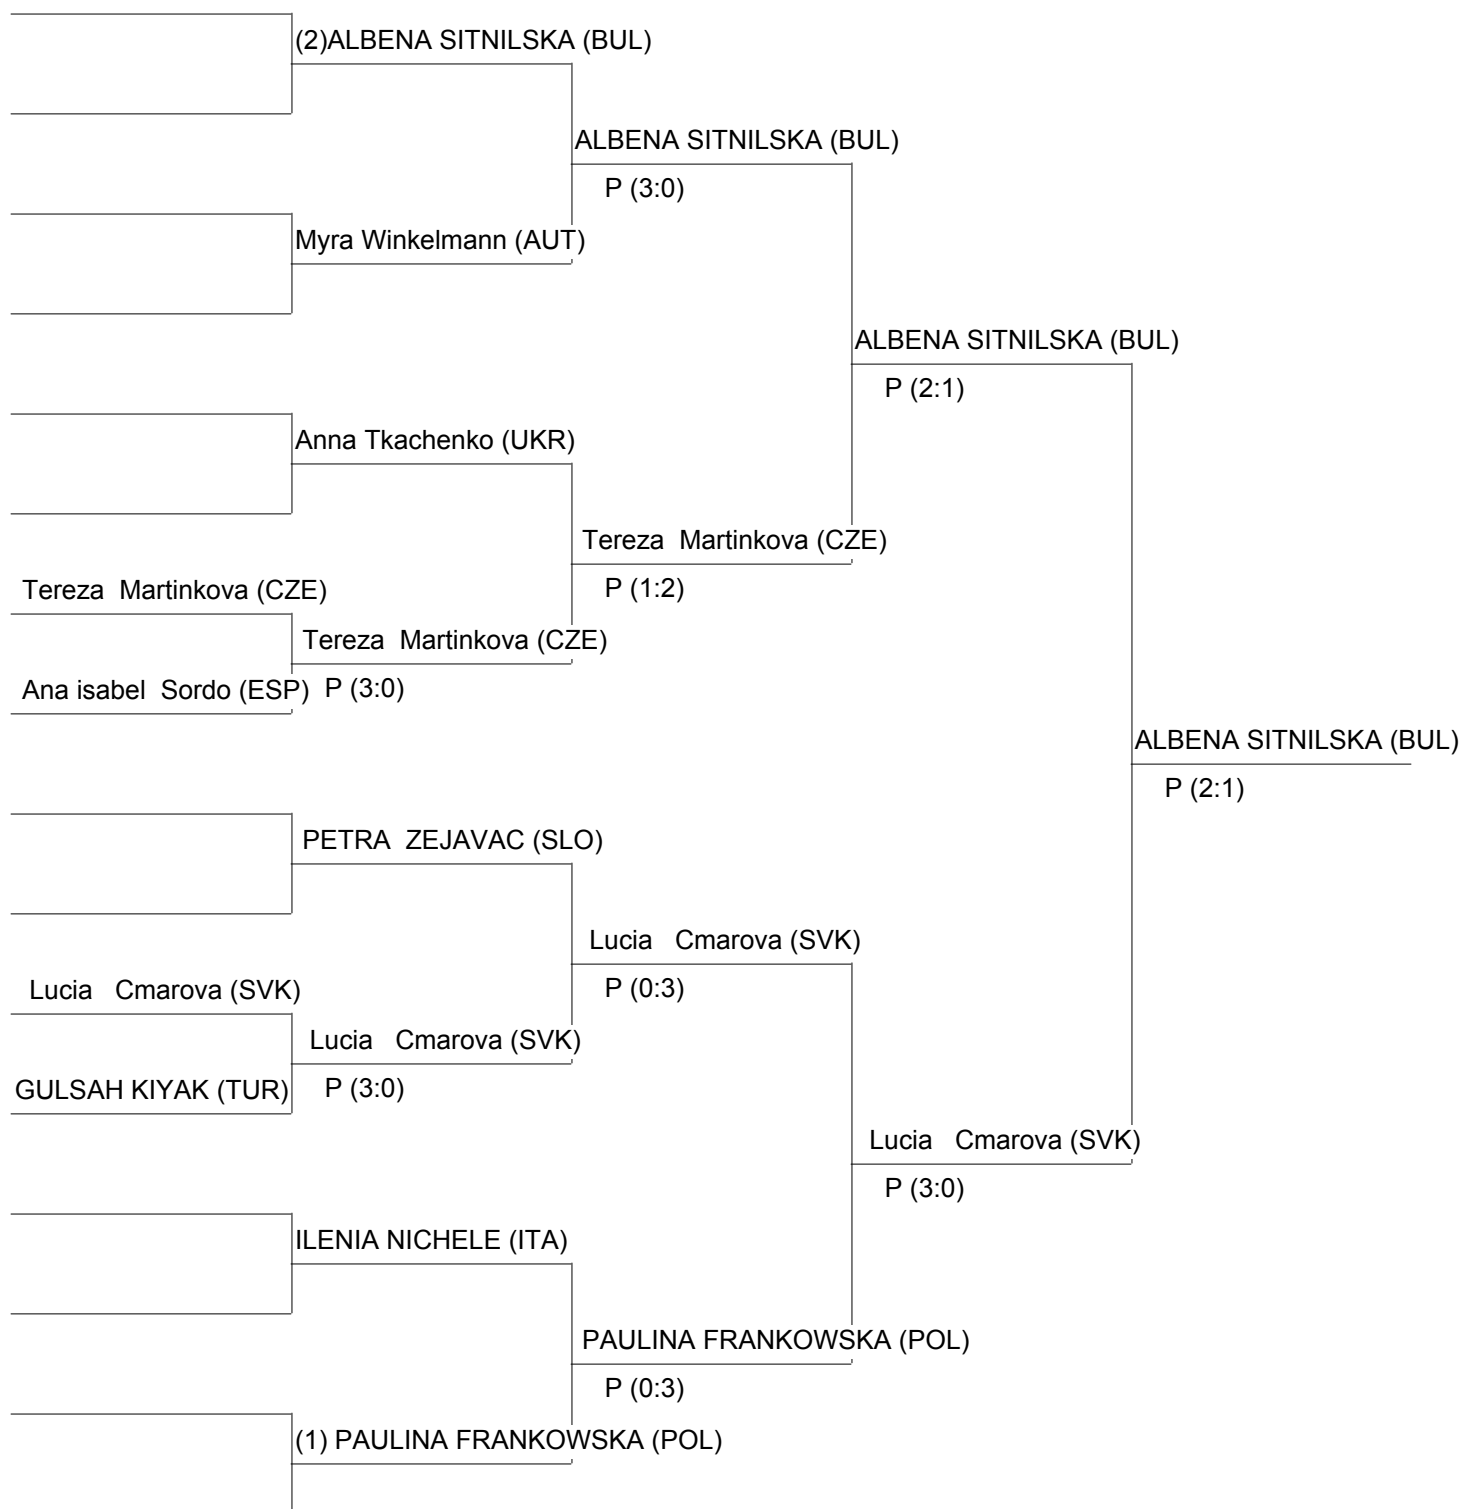 (2)ALBENA SITNILSKA (BUL)
ALBENA SITNILSKA (BUL)
P (3:0)
Myra Winkelmann (AUT)
ALBENA SITNILSKA (BUL)
P (2:1)
Anna Tkachenko (UKR)
Tereza  Martinkova (CZE)
P (1:2)
Tereza  Martinkova (CZE)
Tereza  Martinkova (CZE)
Ana isabel  Sordo (ESP)
P (3:0)
ALBENA SITNILSKA (BUL)
P (2:1)
PETRA  ZEJAVAC (SLO)
Lucia   Cmarova (SVK)
P (0:3)
Lucia   Cmarova (SVK)
Lucia   Cmarova (SVK)
GULSAH KIYAK (TUR)
P (3:0)
Lucia   Cmarova (SVK)
P (3:0)
ILENIA NICHELE (ITA)
PAULINA FRANKOWSKA (POL)
P (0:3)
(1) PAULINA FRANKOWSKA (POL)